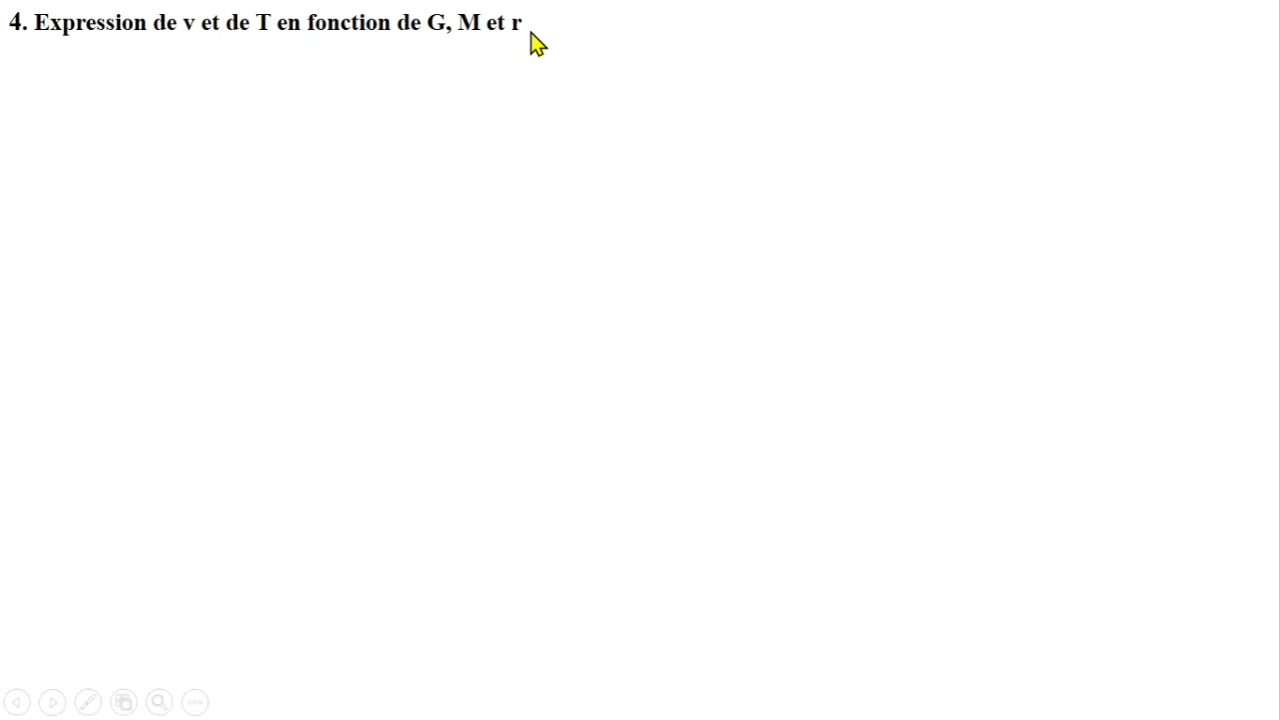 4. Expression de v et de T en fonction de G, M et r